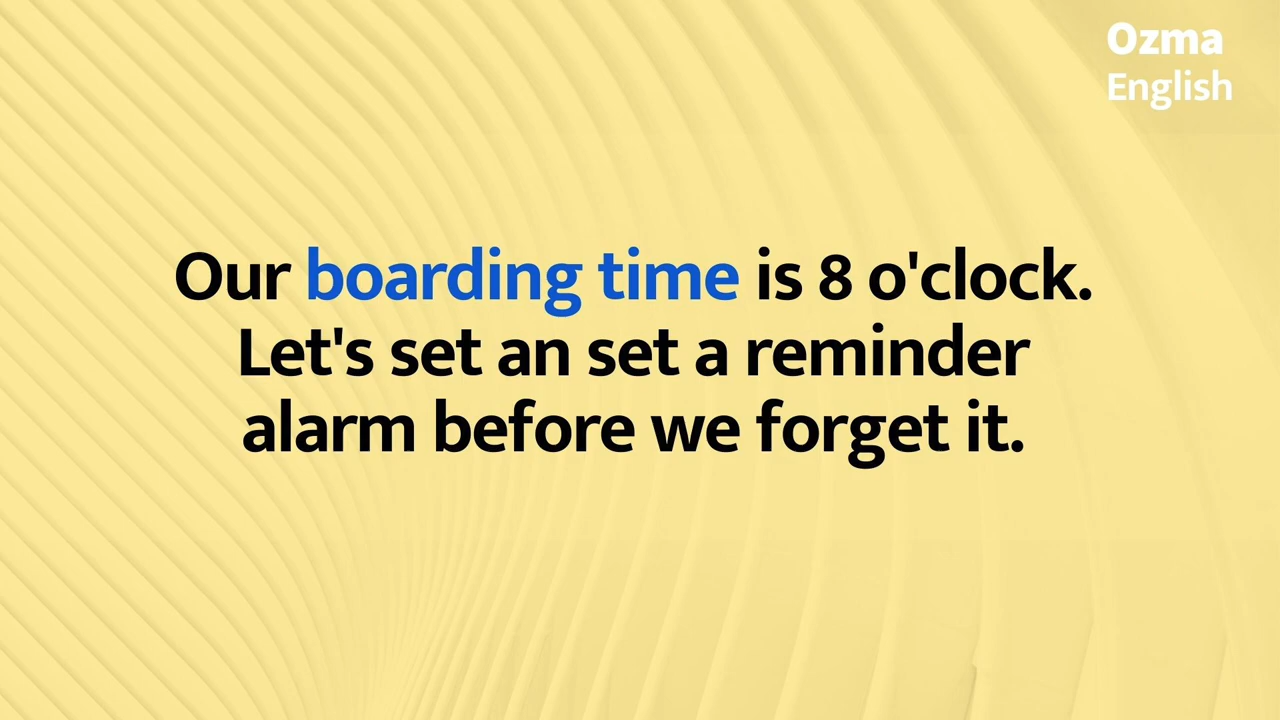 Ozma
English
Our boarding time is 8 o'clock.
Let's set an set a reminder
alarm before we forget it.